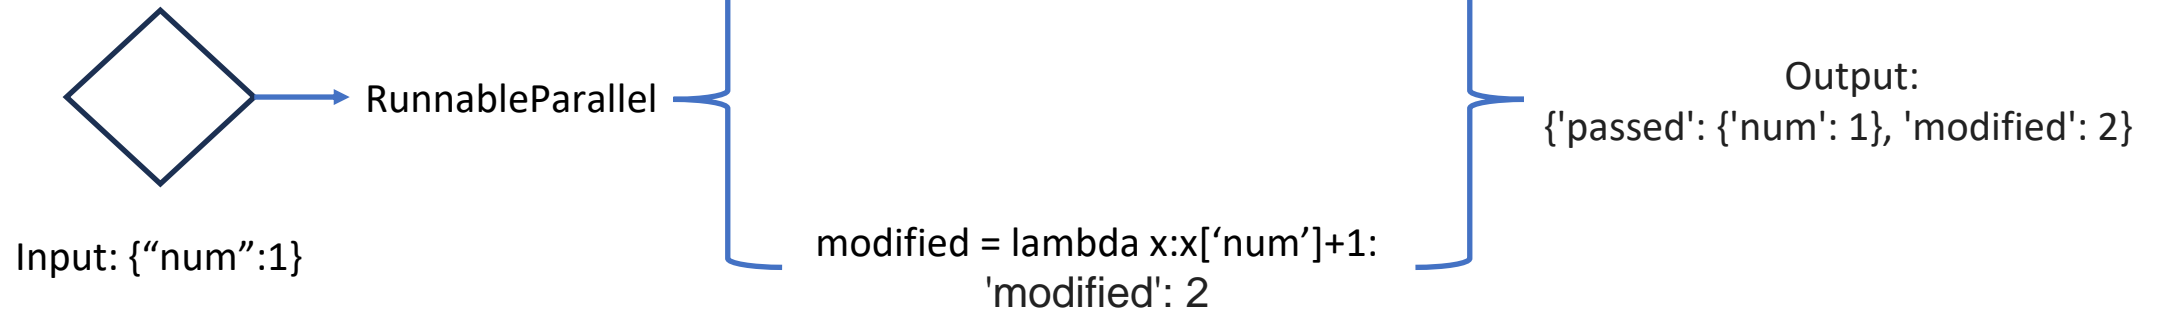 RunnableParallel
Output:
{'passed': {'num': 1}, 'modified': 2}
Input: {“num”:1}
modified = lambda x:x[‘num’]+1:
'modified': 2